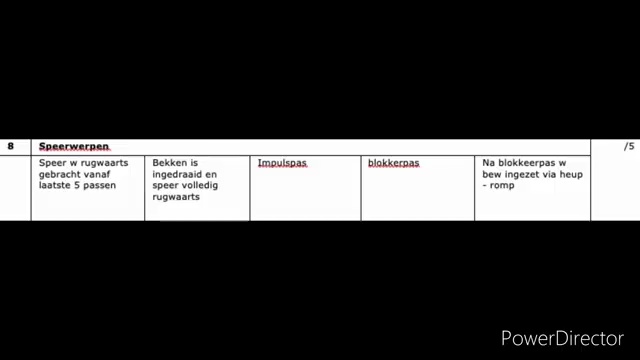 8 Speerwerpen /5
Speer w rugwaarts
gebracht vanaf
laatste 5 passen
Bekken is
ingedraaid en
speer volledig
rugwaarts
Impulspas
blokkerpas
Na blokkeerpas w
bew ingezet via heup
- romp
PowerDirector